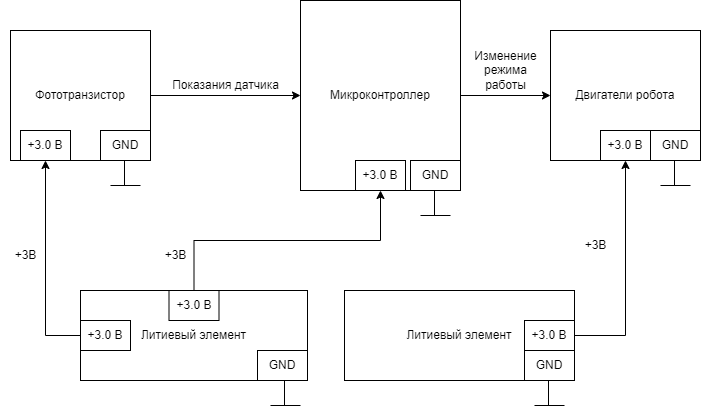 Фототранзистор
+3.0 В
GND
Показания датчика
Микроконтроллер
+3.0 В
GND
Изменение
режима
работы
Двигатели робота
+3.0 В
GND
+3В
+3В
+3В
+3.0 В
+3.0 В
Литиевый элемент
GND
Литиевый элемент
+3.0 В
GND